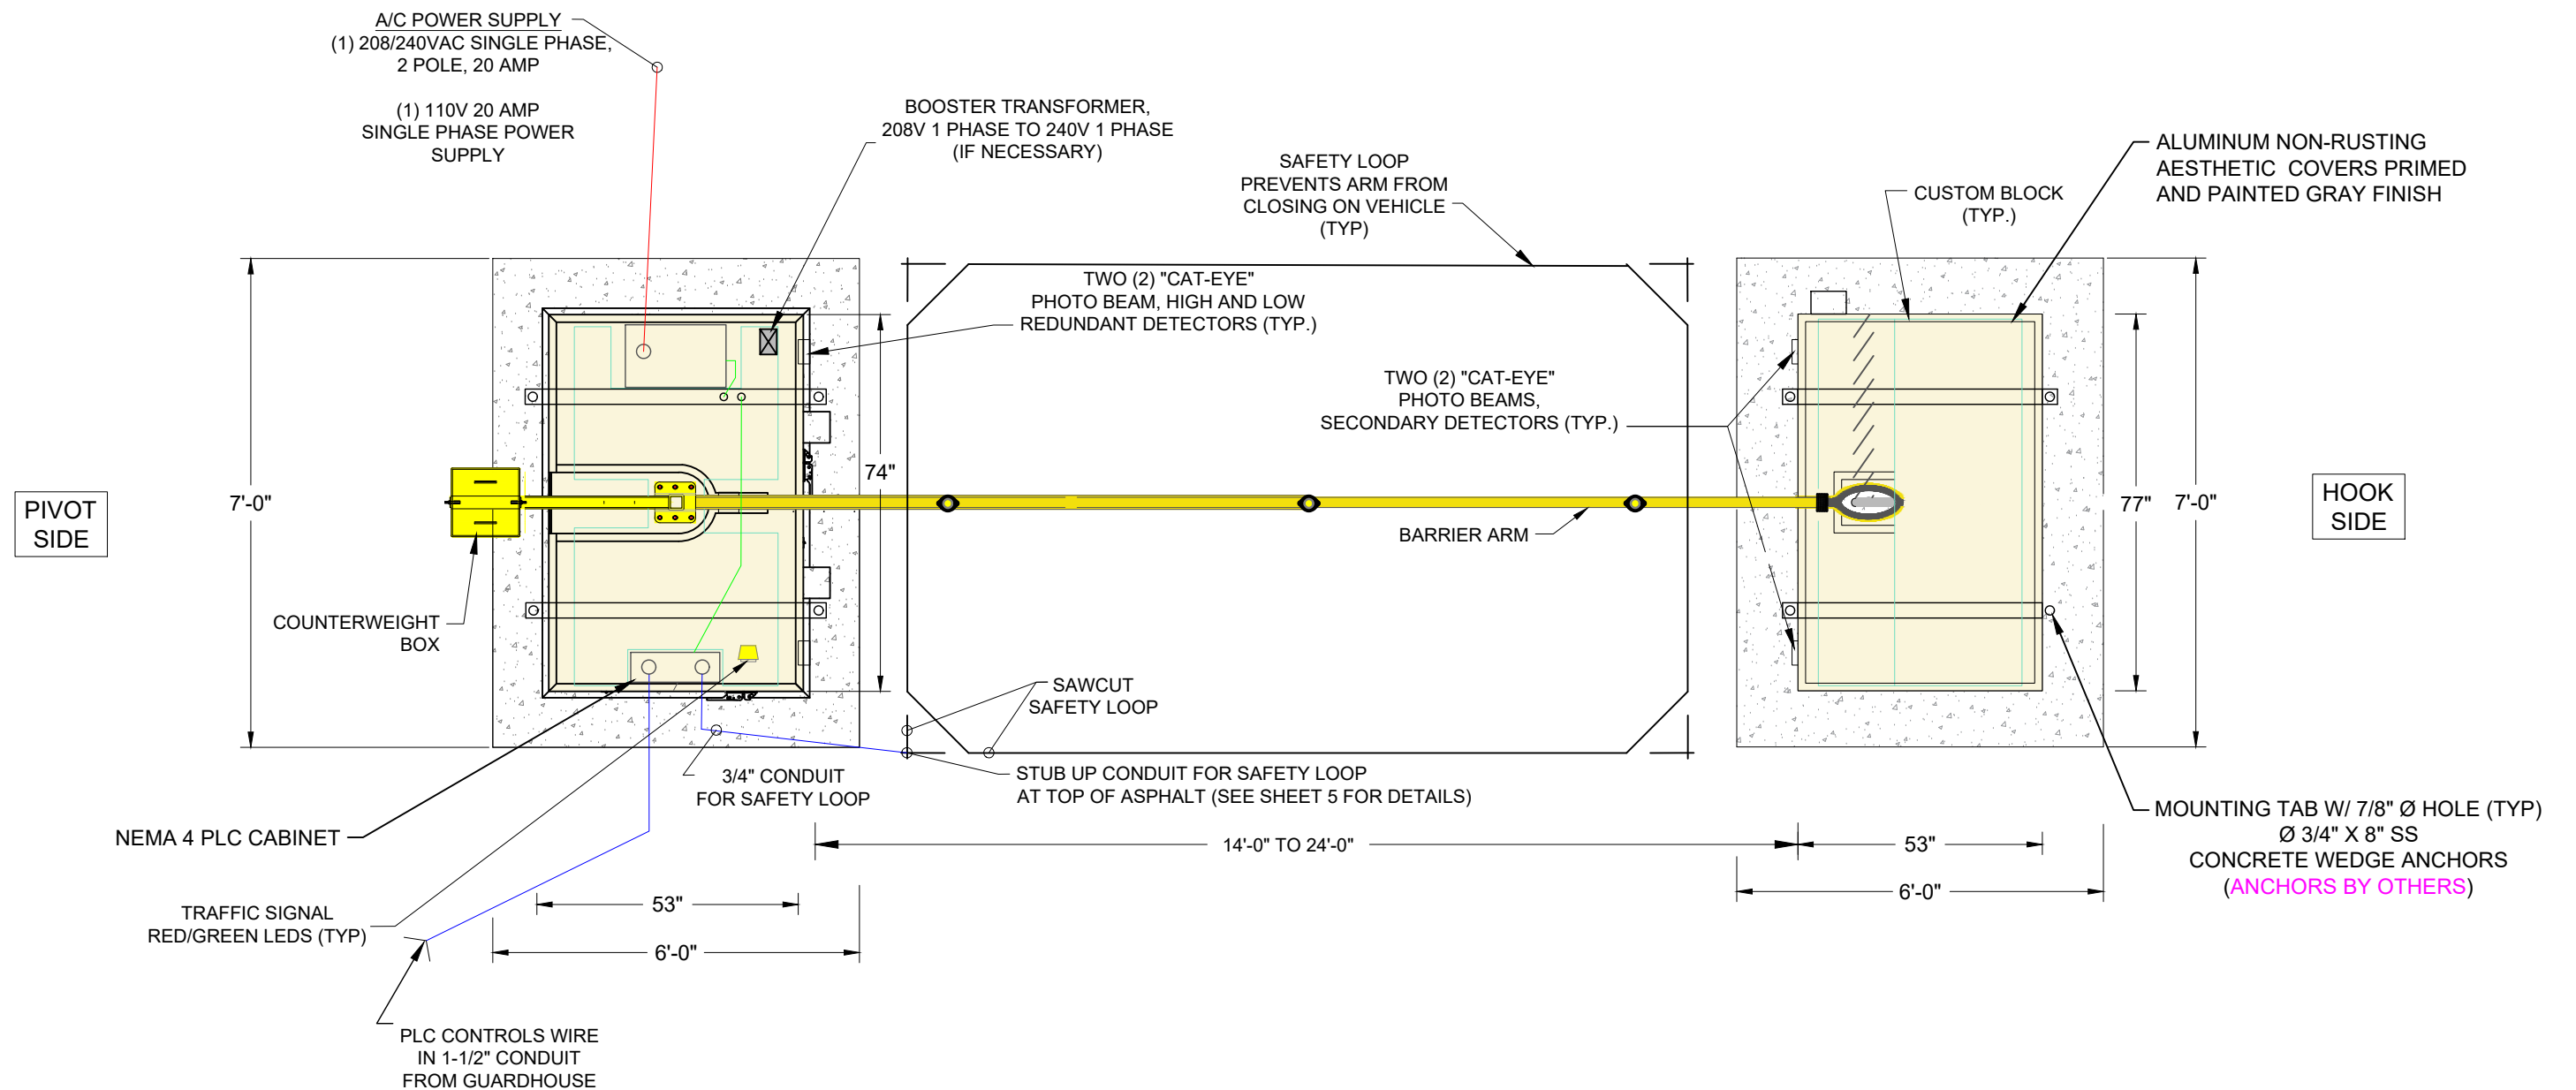 A/C POWER SUPPLY
(1) 208/240VAC SINGLE PHASE,
2 POLE, 20 AMP
(1) 110V 20 AMP
SINGLE PHASE POWER
SUPPLY
BOOSTER TRANSFORMER,
208V 1 PHASE TO 240V 1 PHASE
(IF NECESSARY)
SAFETY LOOP
PREVENTS ARM FROM
CLOSING ON VEHICLE
(TYP)
CUSTOM BLOCK
(TYP.)
ALUMINUM NON-RUSTING
AESTHETIC COVERS PRIMED
AND PAINTED GRAY FINISH
TWO (2) "CAT-EYE"
PHOTO BEAM, HIGH AND LOW
REDUNDANT DETECTORS (TYP.)
TWO (2) "CAT-EYE"
PHOTO BEAMS,
SECONDARY DETECTORS (TYP.)
PIVOT
SIDE
7'-0"
74"
BARRIER ARM
77"
7'-0"
HOOK
SIDE
COUNTERWEIGHT
BOX
SAWCUT
SAFETY LOOP
3/4" CONDUIT
FOR SAFETY LOOP
STUB UP CONDUIT FOR SAFETY LOOP
AT TOP OF ASPHALT (SEE SHEET 5 FOR DETAILS)
NEMA 4 PLC CABINET
14'-0" TO 24'-0"
53"
6'-0"
MOUNTING TAB W/ 7/8" Ø HOLE (TYP)
Ø 3/4" X 8" SS
CONCRETE WEDGE ANCHORS
(ANCHORS BY OTHERS)
TRAFFIC SIGNAL
RED/GREEN LEDS (TYP)
53"
6'-0"
PLC CONTROLS WIRE
IN 1-1/2" CONDUIT
FROM GUARDHOUSE